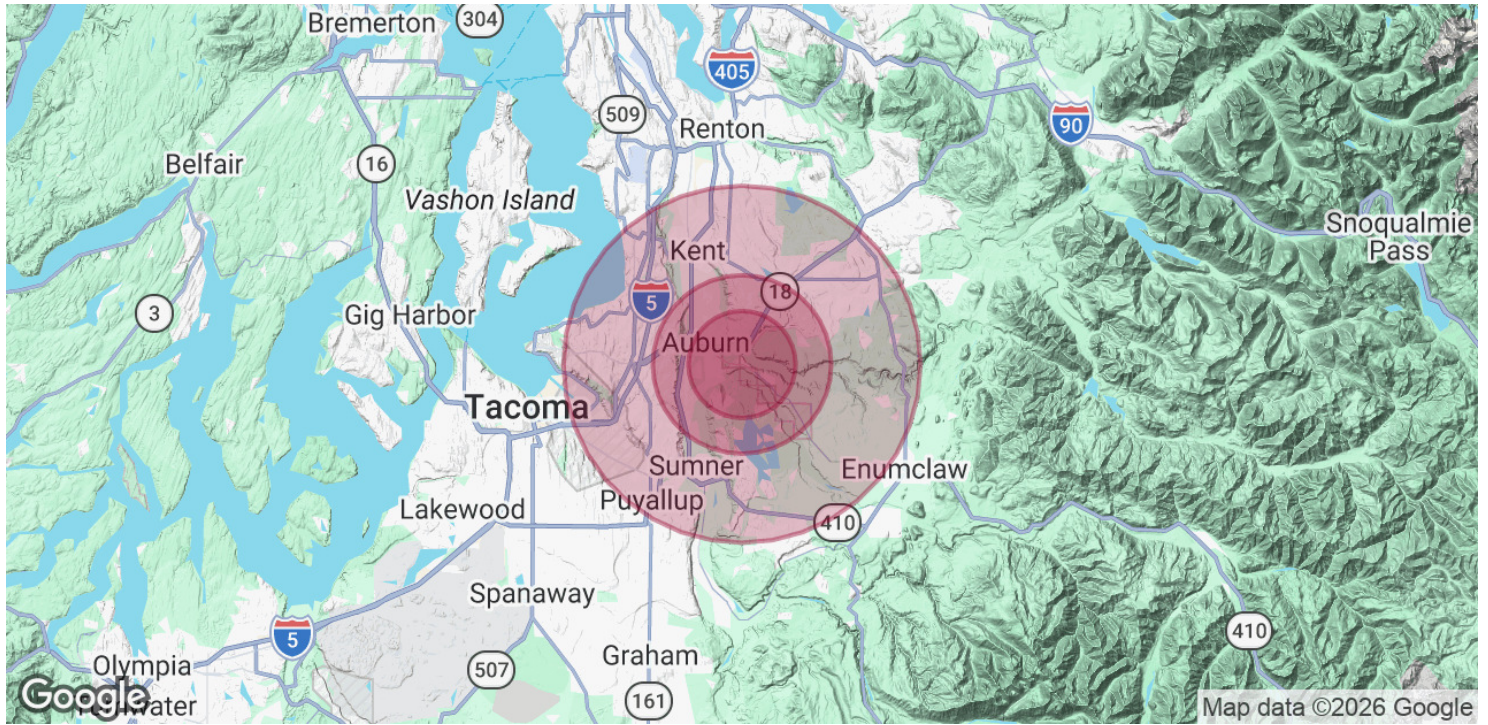 Bremerton
304
405
509
Renton
90
Belfair
16
Vashon Island
Snoqualmie
Pass
Kent
18
5
3
Gig Harbor
Auburn
Tacoma
Sumner
Enumclaw
Puyallup
Lakewood
410
Spanaway
5
410
Graham
Olympia
507
161
Google
Map data ©2026 Google